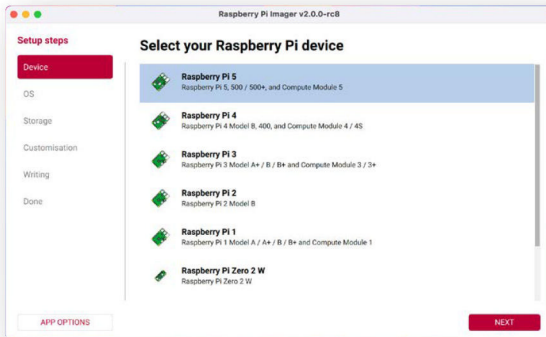 Raspberry Pi Imager v2.0.0-rc8
Setup steps
Device
OS
Storage
Customisation
Writing
Done
APP OPTIONS
Select your Raspberry Pi device
Raspberry Pi 5
Raspberry Pi 5, 500 / 500+, and Compute Module 5
Raspberry Pi 4
Raspberry Pi 4 Model B, 400, and Compute Module 4 / 4S
Raspberry Pi 3
Raspberry Pi 3 Model A+ / B / B+ and Compute Module 3 / 3+
Raspberry Pi 2
Raspberry Pi 2 Model B
Raspberry Pi 1
Raspberry Pi 1 Model A / A+ / B / B+ and Compute Module 1
Raspberry Pi Zero 2 W
Raspberry Pi Zero 2 W
NEXT